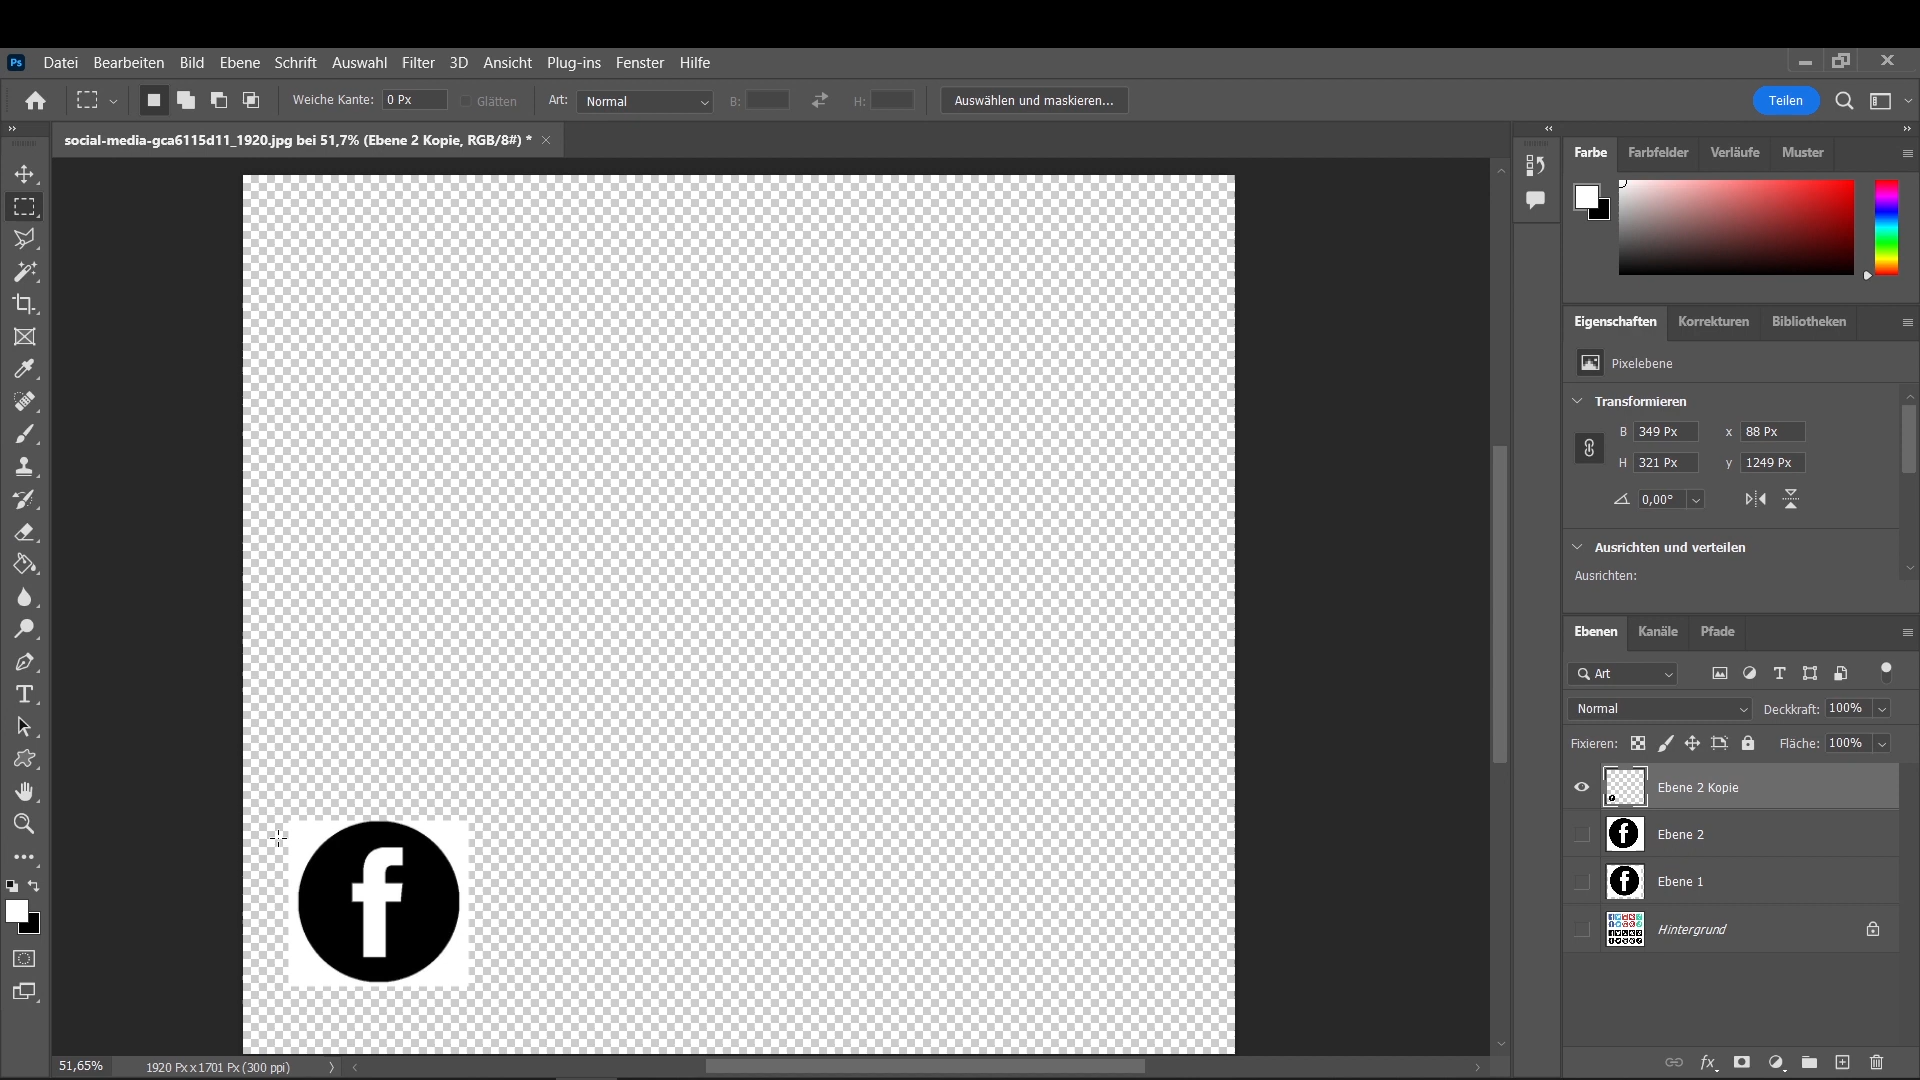 Ps Datei Bearbeiten Bild Ebene Schrift Auswahl Filter 3D Ansicht Plug-ins Fenster Hilfe
Weiche Kante: 0 Px Glätten Art: Normal B: H: Auswählen und maskieren... Teilen
social-media-gca6115d11_1920.jpg bei 51,7% (Ebene 2 Kopie, RGB/8#) *
Farbe Farbfelder Verläufe Muster
Eigenschaften Korrekturen Bibliotheken
Pixelebene
Transformieren
B 349 Px x 88 Px
H 321 Px y 1249 Px
0,00°
Ausrichten und verteilen
Ausrichten:
Ebenen Kanäle Pfade
Art
Normal Deckkraft: 100%
Fixieren: Fläche: 100%
Ebene 2 Kopie
Ebene 2
Ebene 1
Hintergrund
f
fx
51,65% 1920 Px x 1701 Px (300 ppi)